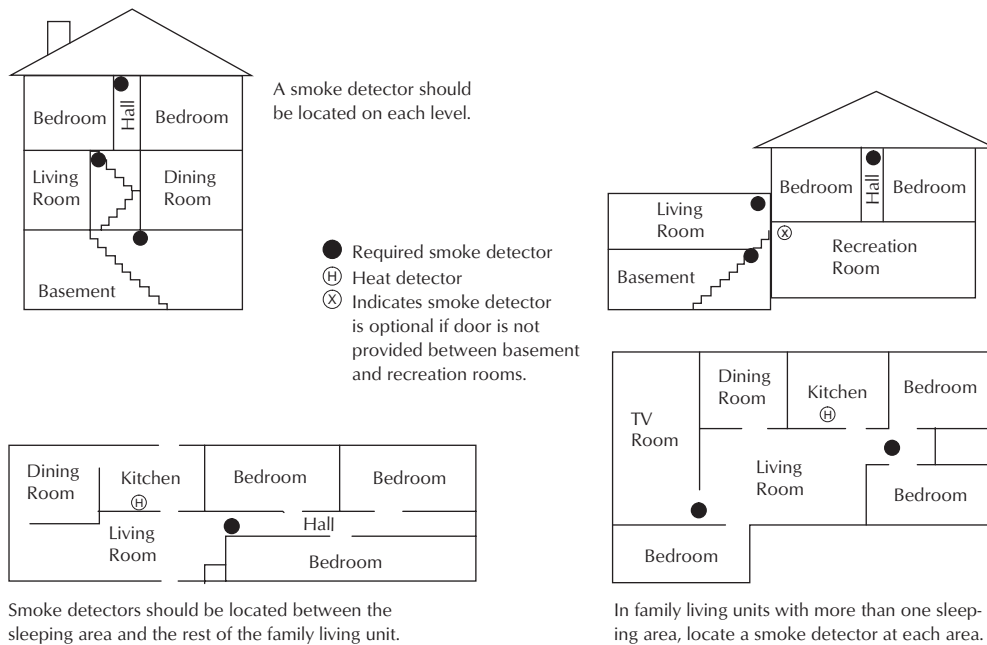 A smoke detector should
be located on each level.
Bedroom
Hall
Bedroom
Living
Room
Dining
Room
Basement
Required smoke detector
H Heat detector
X Indicates smoke detector
is optional if door is not
provided between basement
and recreation rooms.
Bedroom
Hall
Bedroom
Living
Room
X
Recreation
Room
Basement
Dining
Room
Kitchen
H
Bedroom
Bedroom
Living
Room
Hall
Bedroom
Smoke detectors should be located between the
sleeping area and the rest of the family living unit.
TV
Room
Dining
Room
Kitchen
H
Bedroom
Living
Room
Bedroom
Bedroom
In family living units with more than one sleep-
ing area, locate a smoke detector at each area.